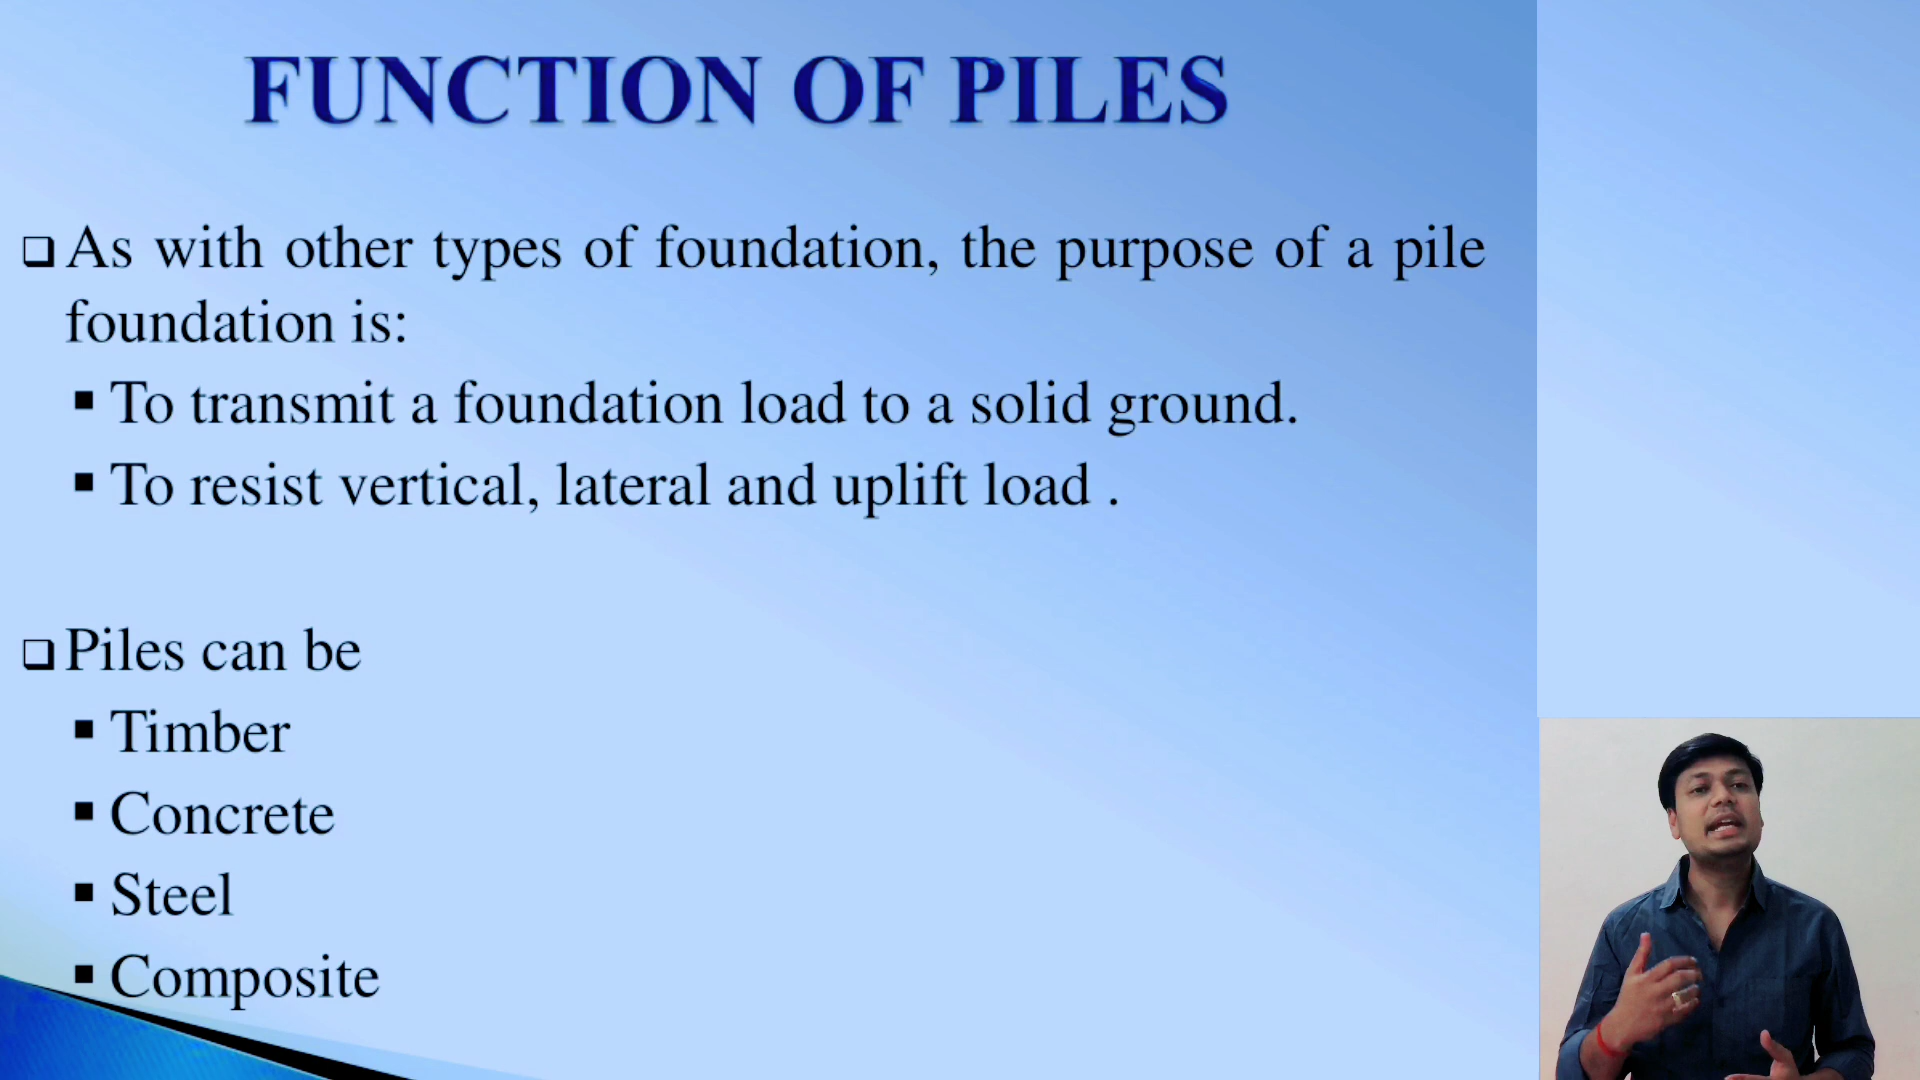 FUNCTION OF PILES
❑ As with other types of foundation, the purpose of a pile
foundation is:
▪ To transmit a foundation load to a solid ground.
▪ To resist vertical, lateral and uplift load .
❑ Piles can be
▪ Timber
▪ Concrete
▪ Steel
▪ Composite